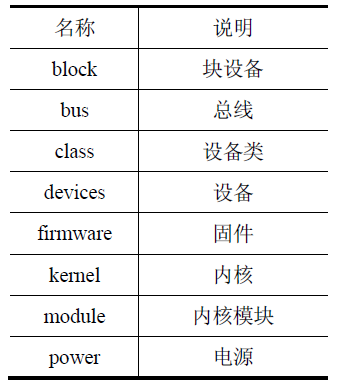 名称 说明
block 块设备
bus 总线
class 设备类
devices 设备
firmware 固件
kernel 内核
module 内核模块
power 电源